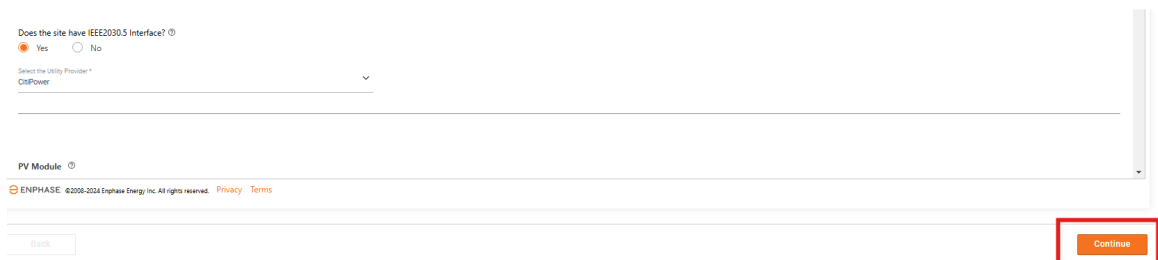 Does the site have IEEE2030.5 Interface? ?
Yes No
Select the Utility Provider *
CitiPower
PV Module ?
ENPHASE ©2008-2024 Enphase Energy Inc. All rights reserved. Privacy Terms
Back Continue